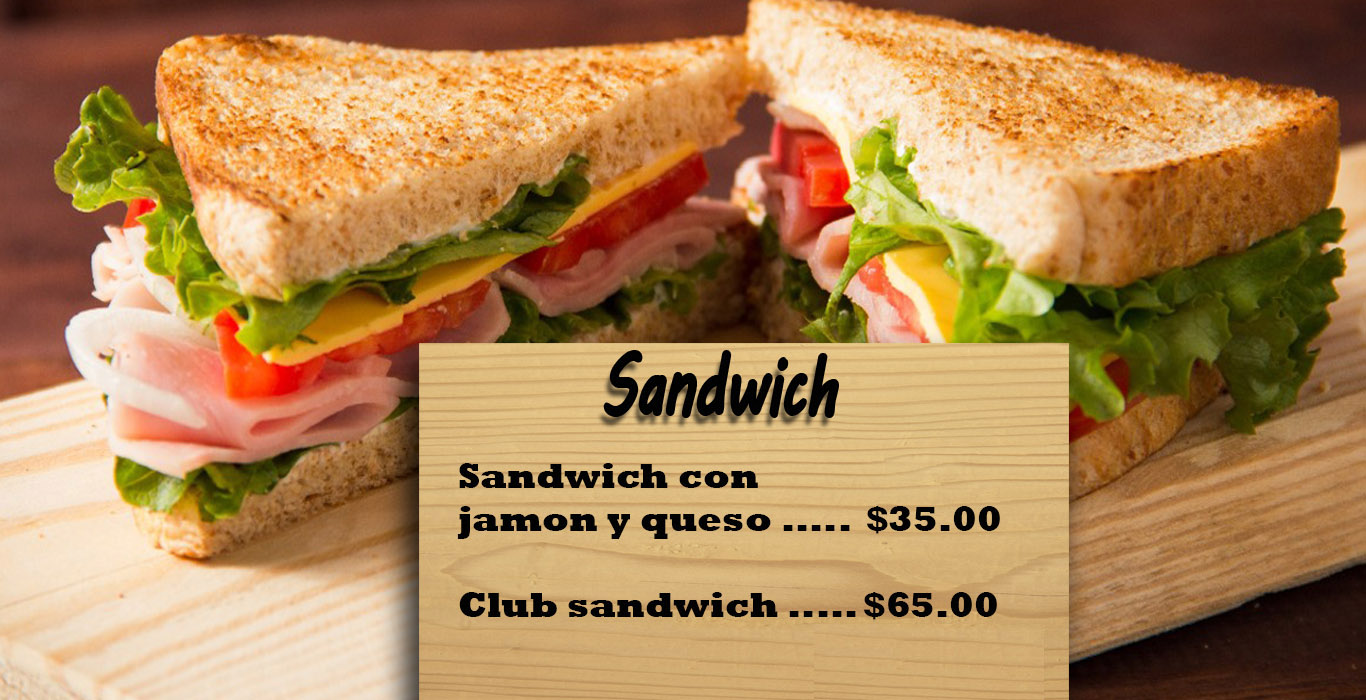 Sandwich
Sandwich con
jamon y queso ..... $35.00
Club sandwich .....$65.00